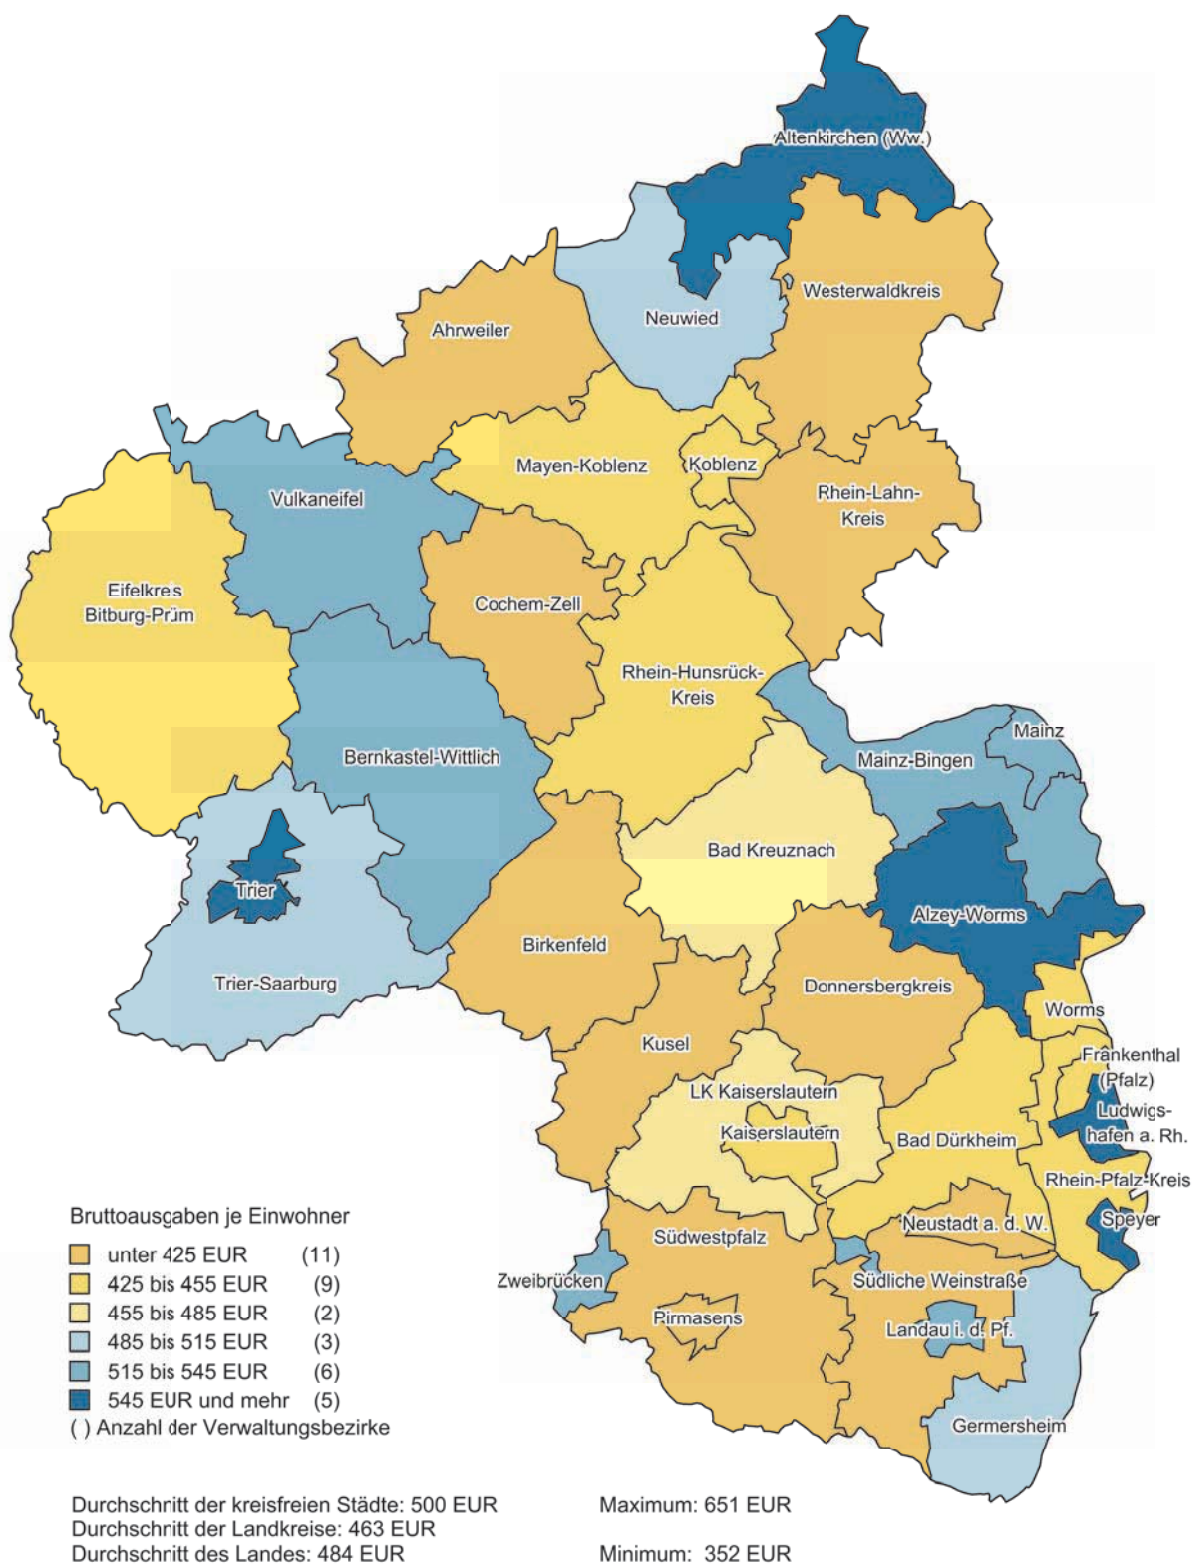 Altenkirchen (Ww.)
Westerwaldkreis
Neuwied
Ahrweiler
Mayen-Koblenz
Koblenz
Rhein-Lahn-
Kreis
Vulkaneifel
Eifelkreis
Bitburg-Prüm
Cochem-Zell
Rhein-Hunsrück-
Kreis
Mainz
Mainz-Bingen
Bernkastel-Wittlich
Bad Kreuznach
Trier
Alzey-Worms
Birkenfeld
Trier-Saarburg
Donnersbergkreis
Worms
Kusel
Frankenthal
(Pfalz)
LK Kaiserslautern
Ludwigs-
hafen a. Rh.
Kaiserslautern
Bad Dürkheim
Rhein-Pfalz-Kreis
Speyer
Neustadt a. d. W.
Südwestpfalz
Zweibrücken
Südliche Weinstraße
Pirmasens
Landau i. d. Pf.
Germersheim
Bruttoausgaben je Einwohner
unter 425 EUR (11)
425 bis 455 EUR (9)
455 bis 485 EUR (2)
485 bis 515 EUR (3)
515 bis 545 EUR (6)
545 EUR und mehr (5)
( ) Anzahl der Verwaltungsbezirke
Durchschnitt der kreisfreien Städte: 500 EUR Maximum: 651 EUR
Durchschnitt der Landkreise: 463 EUR
Durchschnitt des Landes: 484 EUR Minimum: 352 EUR